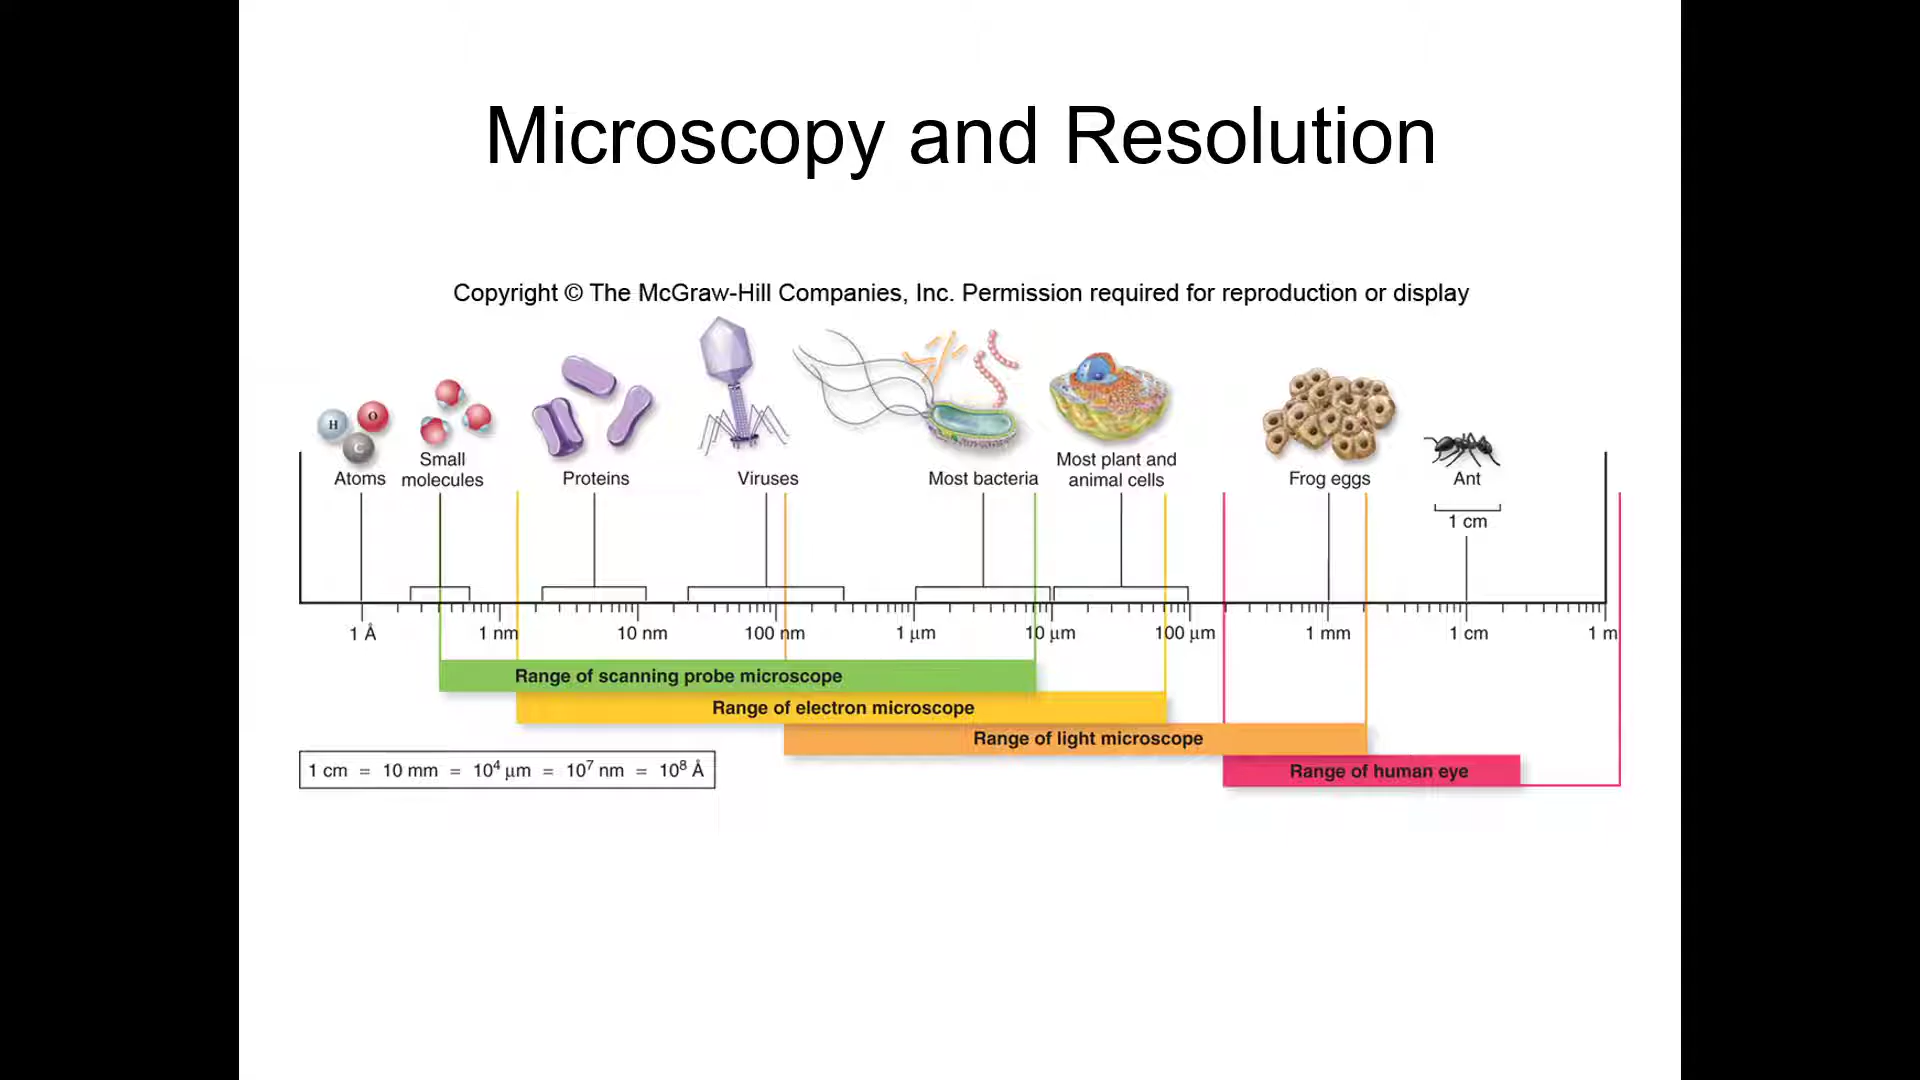 Microscopy and Resolution
Copyright © The McGraw-Hill Companies, Inc. Permission required for reproduction or display
H
O
C
Atoms
Small
molecules
Proteins
Viruses
Most bacteria
Most plant and
animal cells
Frog eggs
Ant
1 cm
1 Å
1 nm
10 nm
100 nm
1 μm
10 μm
100 μm
1 mm
1 cm
1 m
Range of scanning probe microscope
Range of electron microscope
Range of light microscope
Range of human eye
1 cm = 10 mm = 10⁴ μm = 10⁷ nm = 10⁸ Å